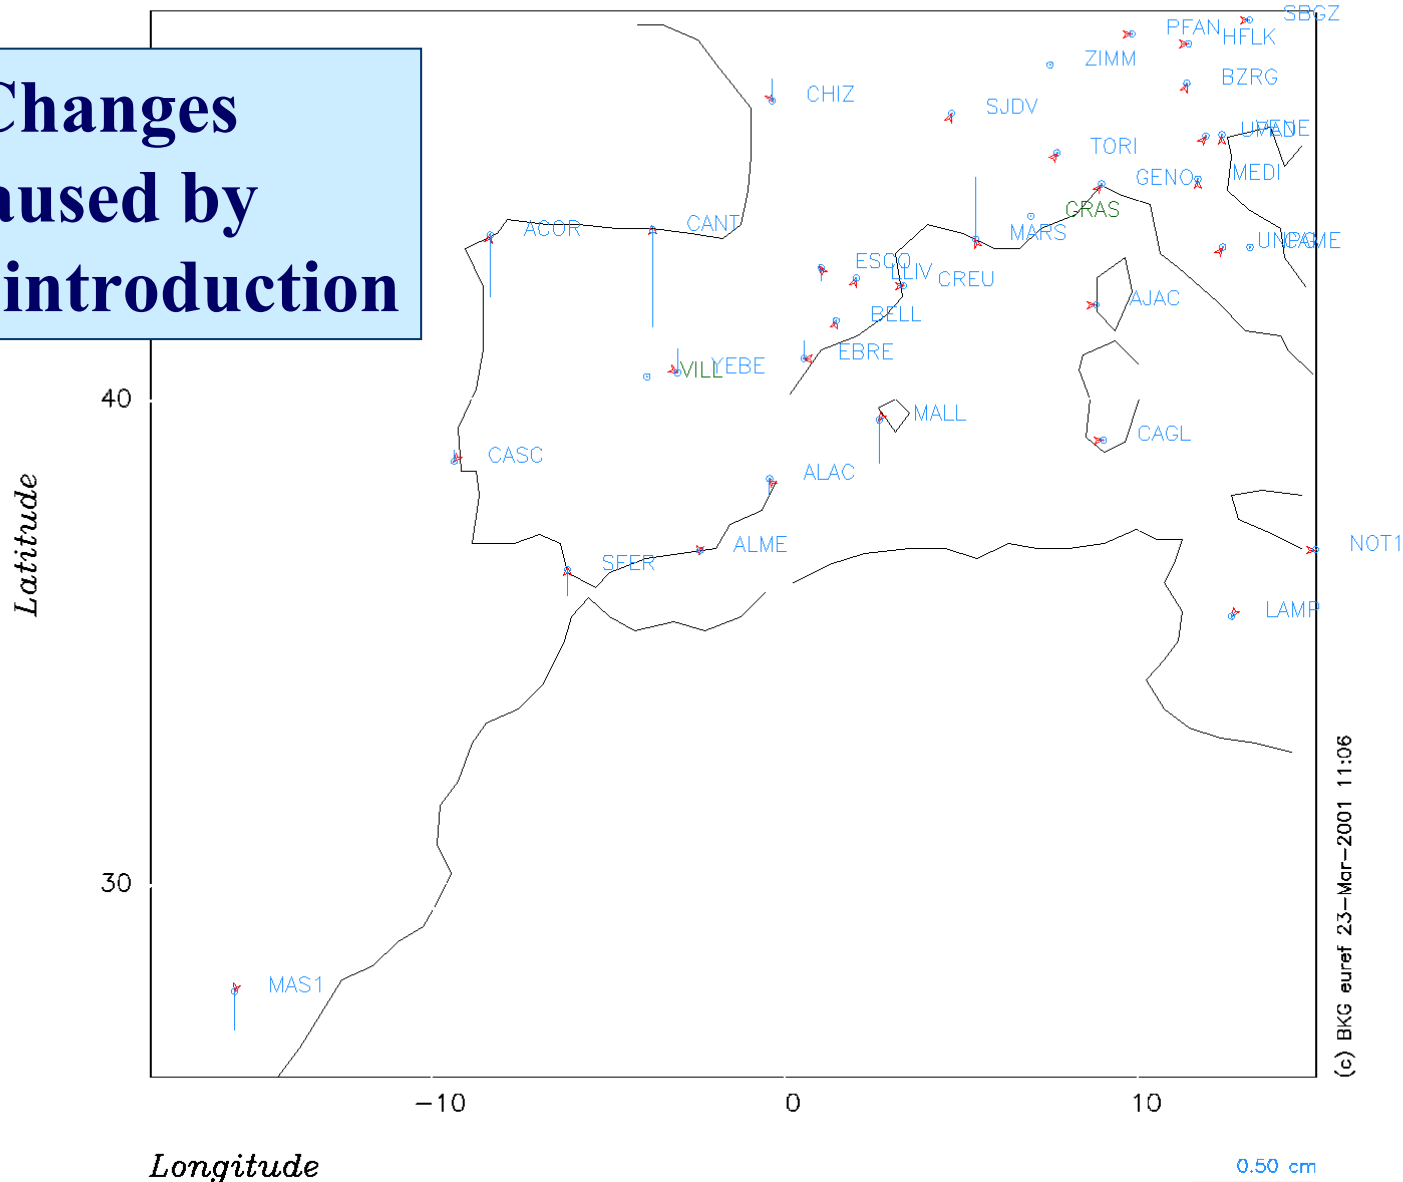 SBGZ
PFAN
HFLK
ZIMM
Changes
BZRG
CHIZ
SJDV
VENE
TORI
MEDI
GENO
GRAS
aused by
CANT
ACOR
MARS
ESCO
LLIV
CREU
introduction
AJAC
BELL
EBRE
VILL
YEBE
40
MALL
CAGL
CASC
ALAC
ALME
NOT1
SFER
LAMP
Latitude
30
MAS1
(c) BKG euref 23-Mar-2001 11:06
-10
0
10
Longitude
0.50 cm